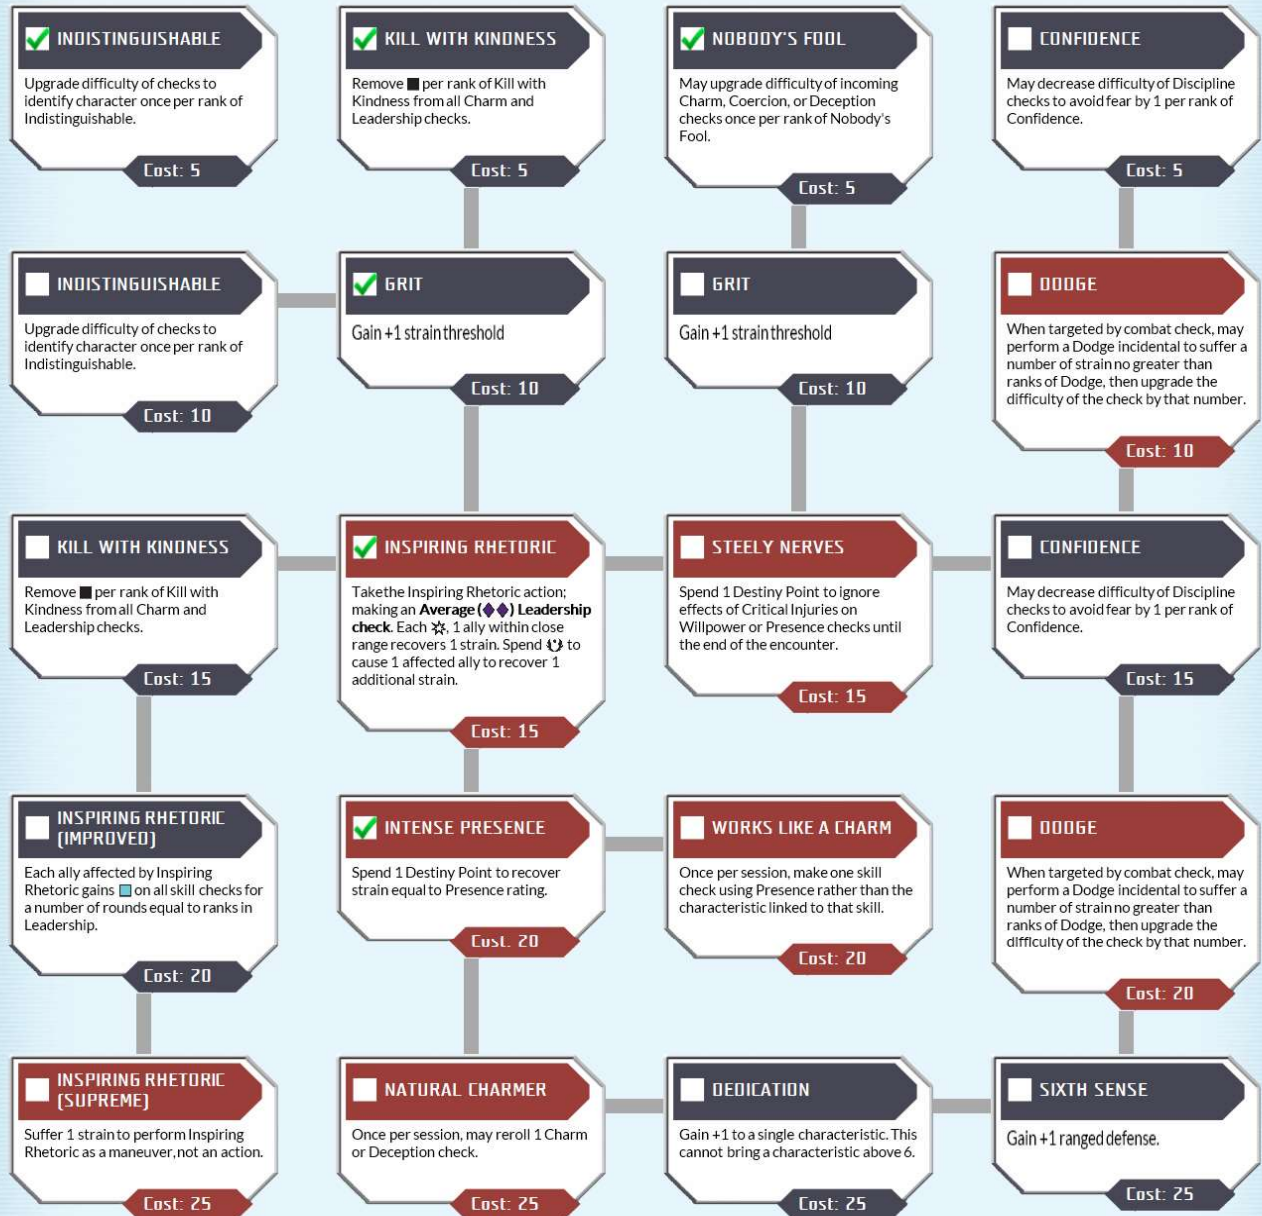 INDISTINGUISHABLE
Upgrade difficulty of checks to
identify character once per rank of
Indistinguishable.
Cost: 5
KILL WITH KINDNESS
Remove ■ per rank of Kill with
Kindness from all Charm and
Leadership checks.
Cost: 5
NOBODY'S FOOL
May upgrade difficulty of incoming
Charm, Coercion, or Deception
checks once per rank of Nobody's
Fool.
Cost: 5
CONFIDENCE
May decrease difficulty of Discipline
checks to avoid fear by 1 per rank of
Confidence.
Cost: 5
INDISTINGUISHABLE
Upgrade difficulty of checks to
identify character once per rank of
Indistinguishable.
Cost: 10
GRIT
Gain +1 strain threshold
Cost: 10
GRIT
Gain +1 strain threshold
Cost: 10
DODGE
When targeted by combat check, may
perform a Dodge incidental to suffer a
number of strain no greater than
ranks of Dodge, then upgrade the
difficulty of the check by that number.
Cost: 10
KILL WITH KINDNESS
Remove ■ per rank of Kill with
Kindness from all Charm and
Leadership checks.
Cost: 15
INSPIRING RHETORIC
Takethe Inspiring Rhetoric action;
making an Average (◆◆) Leadership
check. Each , 1 ally within close
range recovers 1 strain. Spend to
cause 1 affected ally to recover 1
additional strain.
Cost: 15
STEELY NERVES
Spend 1 Destiny Point to ignore
effects of Critical Injuries on
Willpower or Presence checks until
the end of the encounter.
Cost: 15
CONFIDENCE
May decrease difficulty of Discipline
checks to avoid fear by 1 per rank of
Confidence.
Cost: 15
INSPIRING RHETORIC
(IMPROVED)
Each ally affected by Inspiring
Rhetoric gains ■ on all skill checks for
a number of rounds equal to ranks in
Leadership.
Cost: 20
INTENSE PRESENCE
Spend 1 Destiny Point to recover
strain equal to Presence rating.
Cost. 20
WORKS LIKE A CHARM
Once per session, make one skill
check using Presence rather than the
characteristic linked to that skill.
Cost: 20
DODGE
When targeted by combat check, may
perform a Dodge incidental to suffer a
number of strain no greater than
ranks of Dodge, then upgrade the
difficulty of the check by that number.
Cost: 20
INSPIRING RHETORIC
(SUPREME)
Suffer 1 strain to perform Inspiring
Rhetoric as a maneuver, not an action.
Cost: 25
NATURAL CHARMER
Once per session, may reroll 1 Charm
or Deception check.
Cost: 25
DEDICATION
Gain +1 to a single characteristic. This
cannot bring a characteristic above 6.
Cost: 25
SIXTH SENSE
Gain +1 ranged defense.
Cost: 25